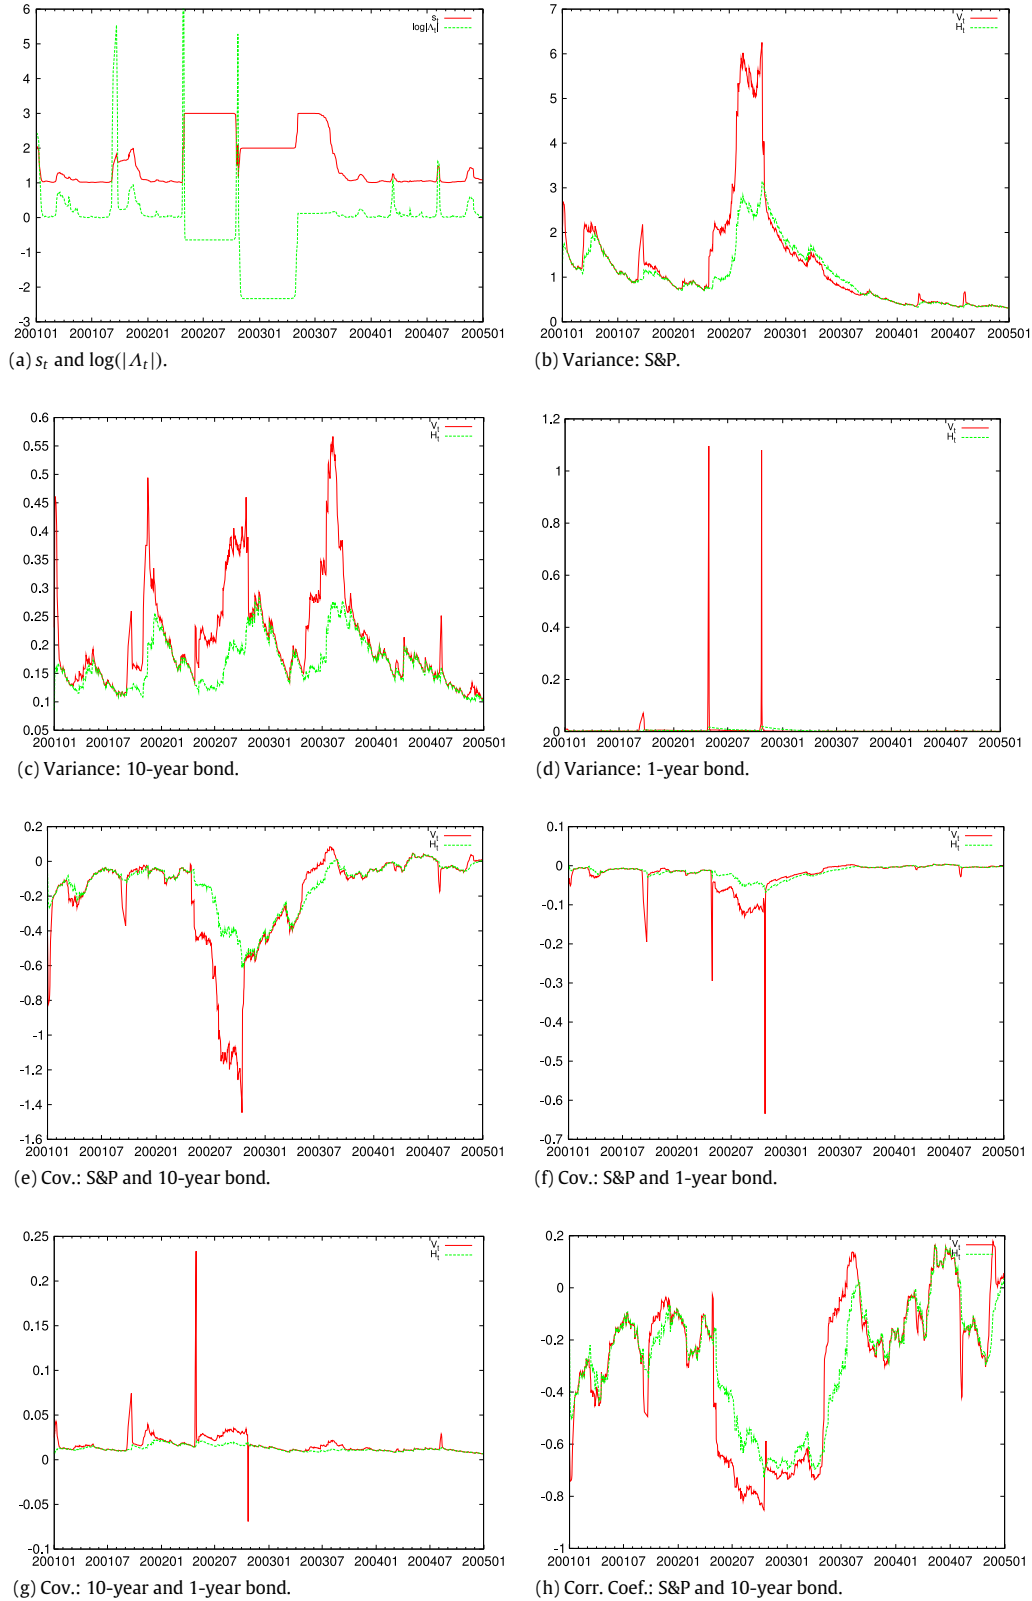 6
5
4
3
2
1
0
-1
-2
-3
s_t
log|Λ_t|
200101 200107 200201 200207 200301 200307 200401 200407 200501
(a) s_t and log(|Λ_t|).
7
6
5
4
3
2
1
0
V_t
H_t
200101 200107 200201 200207 200301 200307 200401 200407 200501
(b) Variance: S&P.
0.6
0.55
0.5
0.45
0.4
0.35
0.3
0.25
0.2
0.15
0.1
0.05
V_t
H_t
200101 200107 200201 200207 200301 200307 200401 200407 200501
(c) Variance: 10-year bond.
1.2
1
0.8
0.6
0.4
0.2
0
V_t
H_t
200101 200107 200201 200207 200301 200307 200401 200407 200501
(d) Variance: 1-year bond.
0.2
0
-0.2
-0.4
-0.6
-0.8
-1
-1.2
-1.4
-1.6
V_t
H_t
200101 200107 200201 200207 200301 200307 200401 200407 200501
(e) Cov.: S&P and 10-year bond.
0.1
0
-0.1
-0.2
-0.3
-0.4
-0.5
-0.6
-0.7
V_t
H_t
200101 200107 200201 200207 200301 200307 200401 200407 200501
(f) Cov.: S&P and 1-year bond.
0.25
0.2
0.15
0.1
0.05
0
-0.05
-0.1
V_t
H_t
200101 200107 200201 200207 200301 200307 200401 200407 200501
(g) Cov.: 10-year and 1-year bond.
0.2
0
-0.2
-0.4
-0.6
-0.8
-1
V_t
H_t
200101 200107 200201 200207 200301 200307 200401 200407 200501
(h) Corr. Coef.: S&P and 10-year bond.